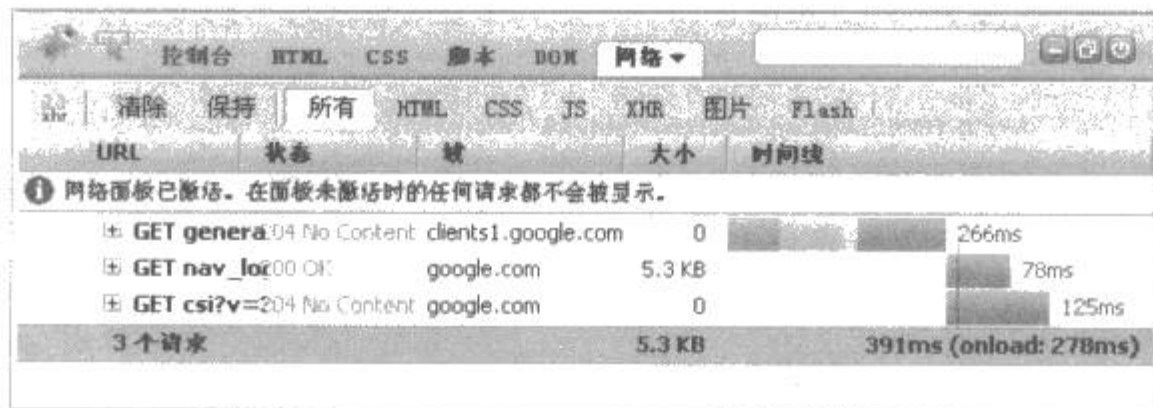 控制台 HTML CSS 脚本 DOM 网络
清除 保持 所有 HTML CSS JS XHR 图片 Flash
URL 状态 域 大小 时间线
网络面板已激活。在面板未激活时的任何请求都不会被显示。
GET genera 204 No Content clients1.google.com 0 266ms
GET nav_log 200 OK google.com 5.3 KB 78ms
GET csi?v=2 204 No Content google.com 0 125ms
3 个请求 5.3 KB 391ms (onload: 278ms)